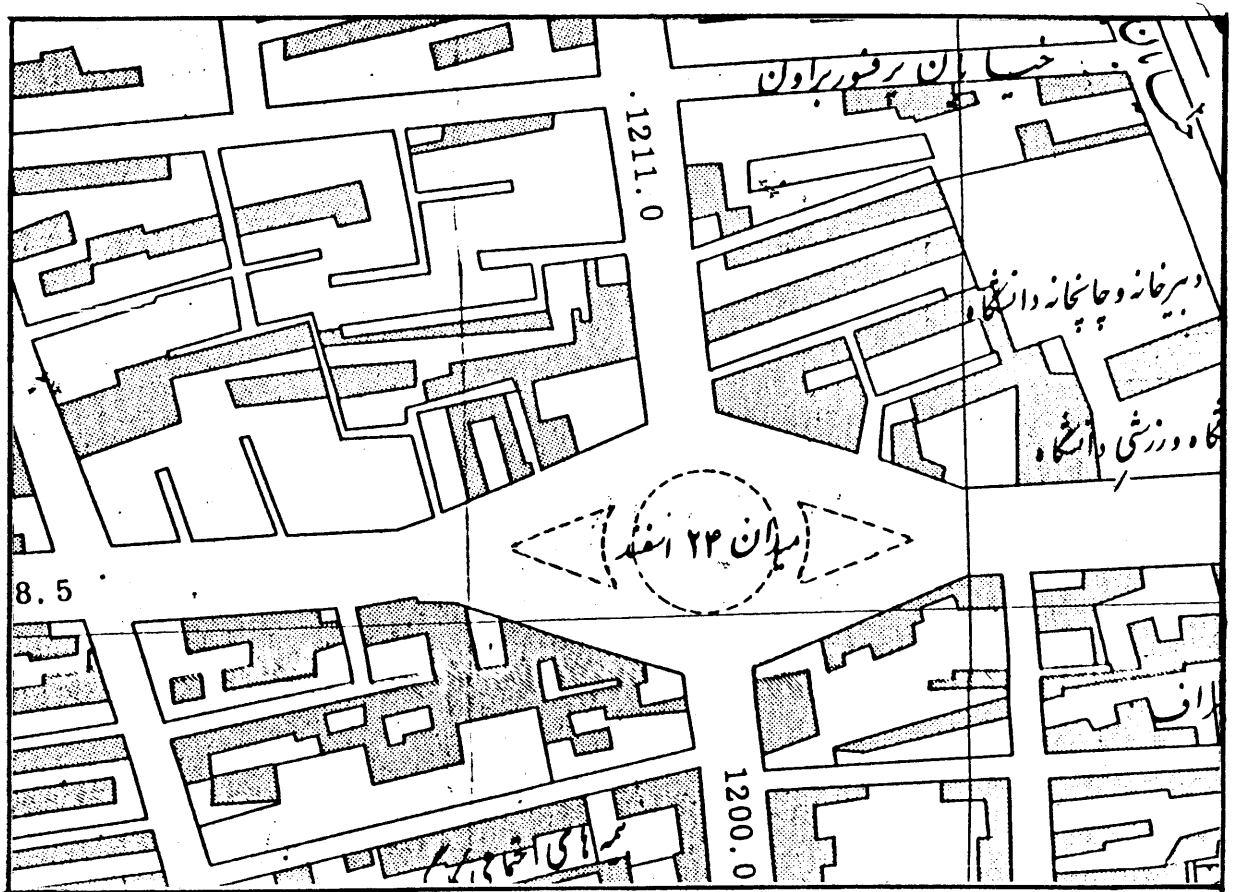 خیابان پرفسور براون
.1211.0
دبیرخانه و چاپخانه دانشگاه
ورزشی دانشگاه
میدان ۲۴ اسفند
8.5
1200.0
بیمه های اجتماعی